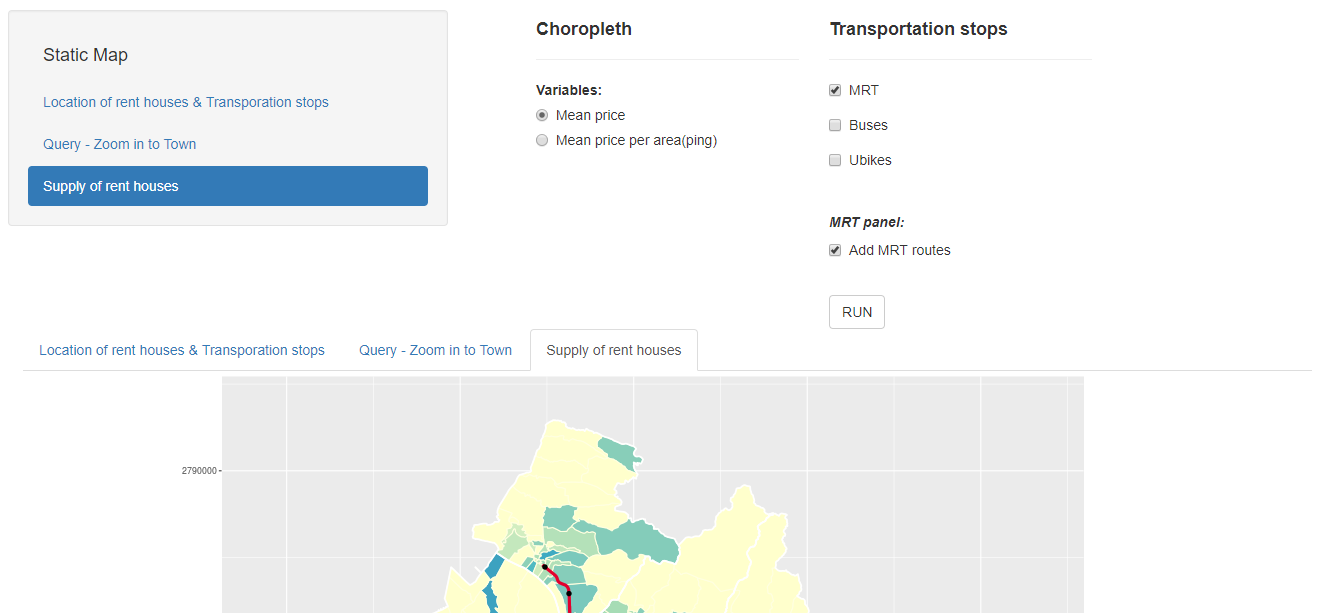 Static Map
Location of rent houses & Transporation stops
Query - Zoom in to Town
Supply of rent houses
Choropleth
Variables:
Mean price
Mean price per area(ping)
Transportation stops
MRT
Buses
Ubikes
MRT panel:
Add MRT routes
RUN
Location of rent houses & Transporation stops
Query - Zoom in to Town
Supply of rent houses
2790000